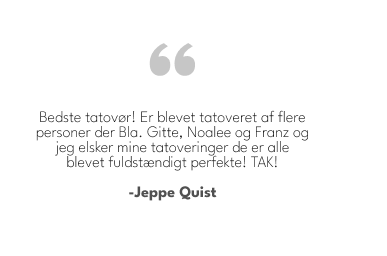 “
Bedste tatovør! Er blevet tatoveret af flere
personer der Bla. Gitte, Noalee og Franz og
jeg elsker mine tatoveringer de er alle
blevet fuldstændigt perfekte! TAK!
-Jeppe Quist